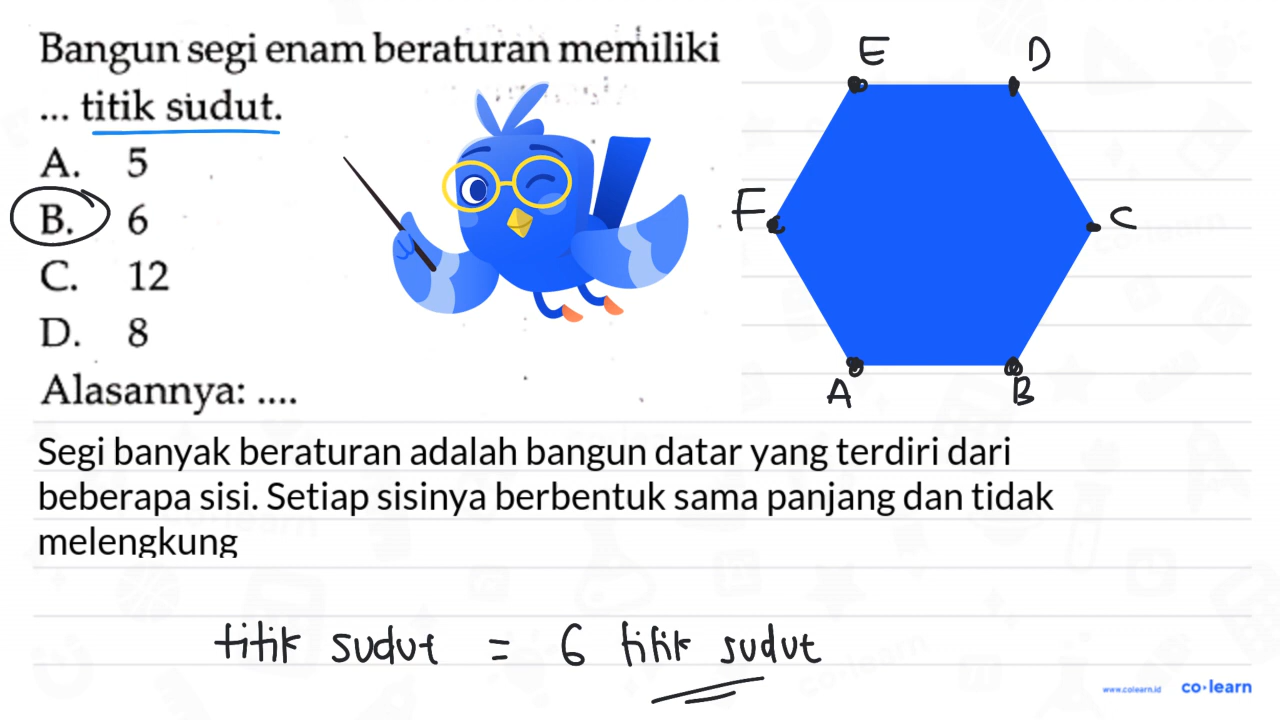 Bangun segi enam beraturan memiliki
... titik sudut.
A. 5
B. 6
C. 12
D. 8
Alasannya: ....
E D
F C
A B
Segi banyak beraturan adalah bangun datar yang terdiri dari
beberapa sisi. Setiap sisinya berbentuk sama panjang dan tidak
melengkung
titik sudut = 6 titik sudut
www.colearn.id co·learn